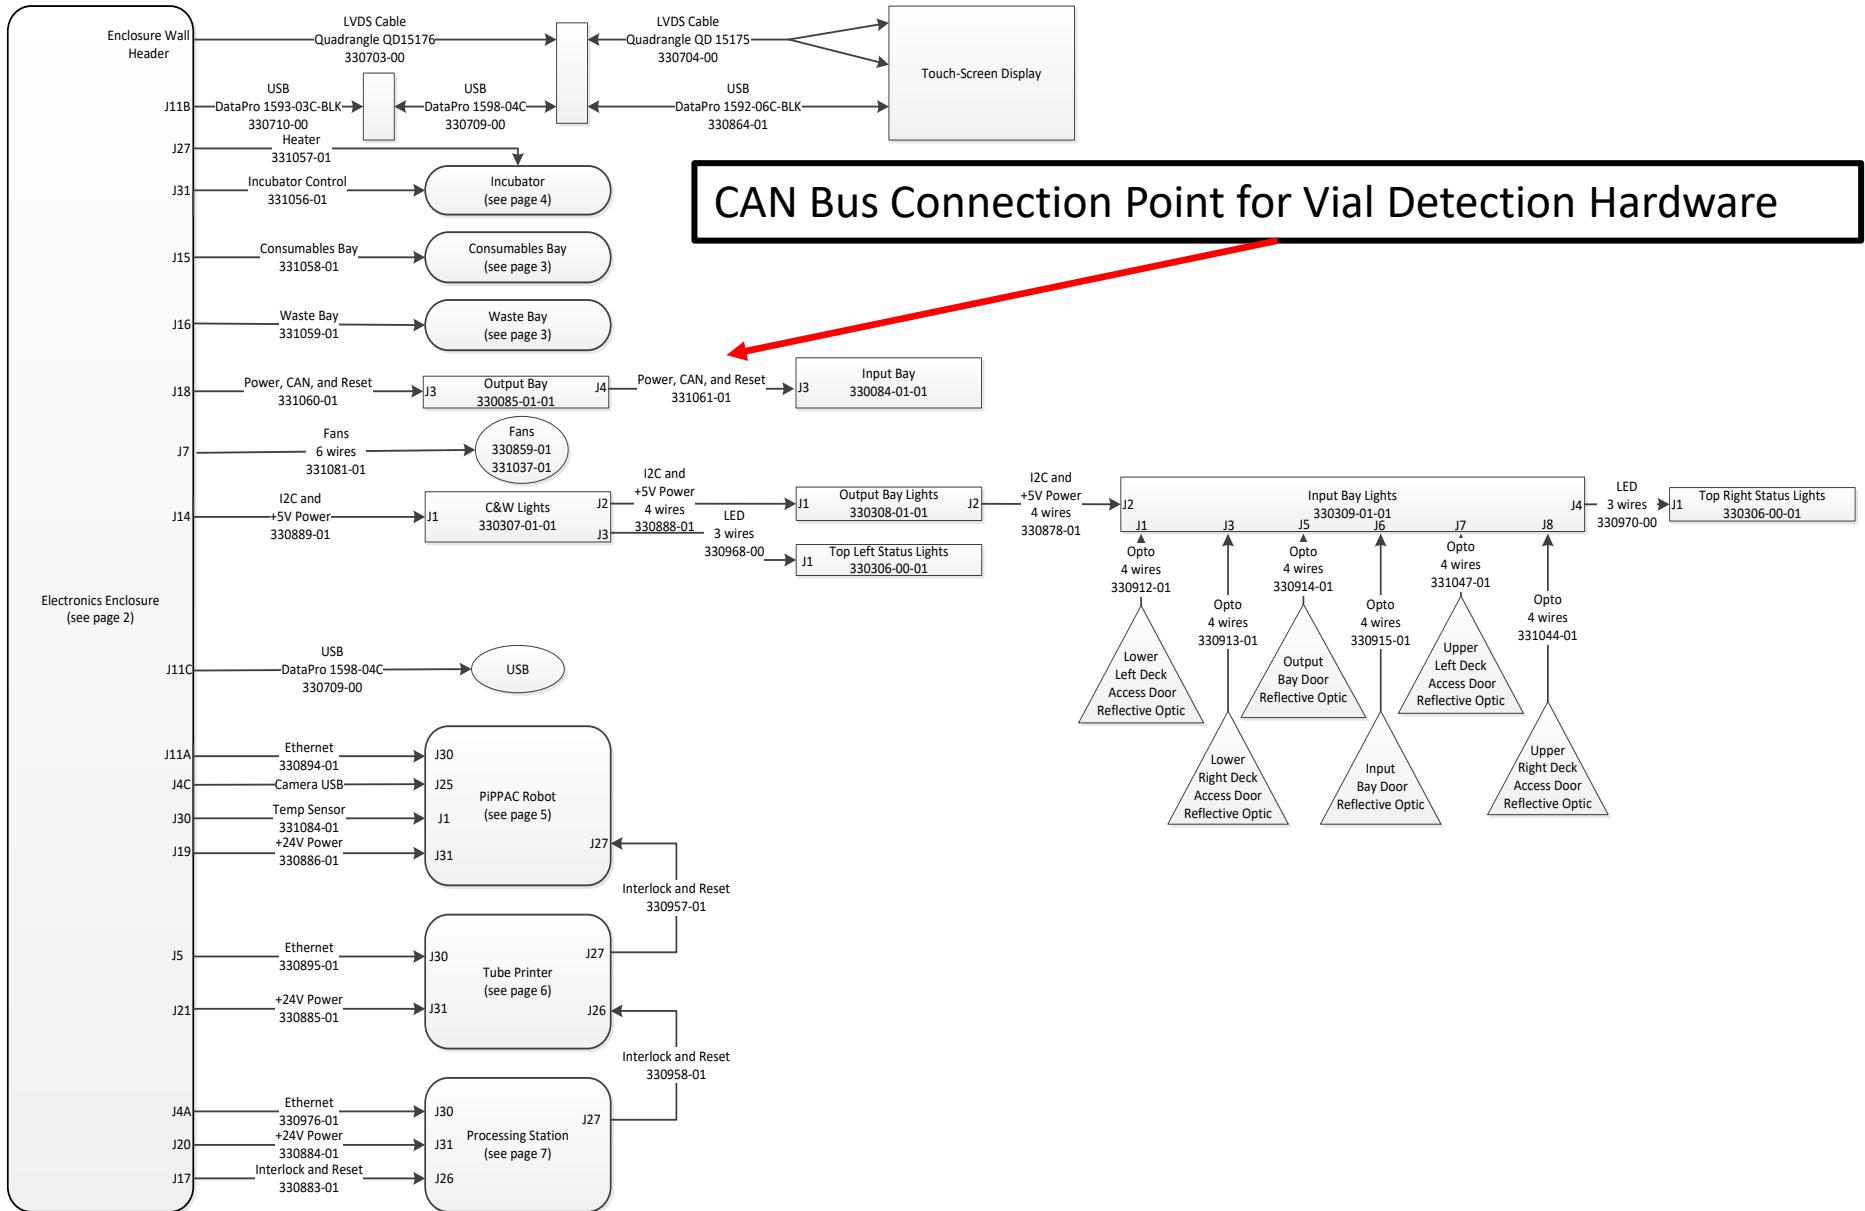 Enclosure Wall
Header
LVDS Cable
Quadrangle QD15176
330703-00
LVDS Cable
Quadrangle QD 15175
330704-00
Touch-Screen Display
J11B
USB
DataPro 1593-03C-BLK
330710-00
USB
DataPro 1598-04C
330709-00
USB
DataPro 1592-06C-BLK
330864-01
J27
Heater
331057-01
J31
Incubator Control
331056-01
Incubator
(see page 4)
CAN Bus Connection Point for Vial Detection Hardware
J15
Consumables Bay
331058-01
Consumables Bay
(see page 3)
J16
Waste Bay
331059-01
Waste Bay
(see page 3)
J18
Power, CAN, and Reset
331060-01
J3
Output Bay
330085-01-01
J4
Power, CAN, and Reset
331061-01
J3
Input Bay
330084-01-01
J7
Fans
6 wires
331081-01
Fans
330859-01
331037-01
J14
I2C and
+5V Power
330889-01
J1
C&W Lights
330307-01-01
J2
J3
I2C and
+5V Power
4 wires
330888-01
LED
3 wires
330968-00
J1
Output Bay Lights
330308-01-01
J2
J1
Top Left Status Lights
330306-00-01
I2C and
+5V Power
4 wires
330878-01
J2
Input Bay Lights
330309-01-01
J4
J1
J3
J5
J6
J7
J8
LED
3 wires
330970-00
J1
Top Right Status Lights
330306-00-01
Opto
4 wires
330912-01
Opto
4 wires
330913-01
Opto
4 wires
330914-01
Opto
4 wires
330915-01
Opto
4 wires
331047-01
Opto
4 wires
331044-01
Lower
Left Deck
Access Door
Reflective Optic
Lower
Right Deck
Access Door
Reflective Optic
Output
Bay Door
Reflective Optic
Input
Bay Door
Reflective Optic
Upper
Left Deck
Access Door
Reflective Optic
Upper
Right Deck
Access Door
Reflective Optic
Electronics Enclosure
(see page 2)
J11C
USB
DataPro 1598-04C
330709-00
USB
J11A
Ethernet
330894-01
J30
J4C
Camera USB
J25
J30
Temp Sensor
331084-01
J1
J19
+24V Power
330886-01
J31
PiPPAC Robot
(see page 5)
J27
Interlock and Reset
330957-01
J5
Ethernet
330895-01
J30
J21
+24V Power
330885-01
J31
Tube Printer
(see page 6)
J27
J26
Interlock and Reset
330958-01
J4A
Ethernet
330976-01
J30
J20
+24V Power
330884-01
J31
J17
Interlock and Reset
330883-01
J26
Processing Station
(see page 7)
J27